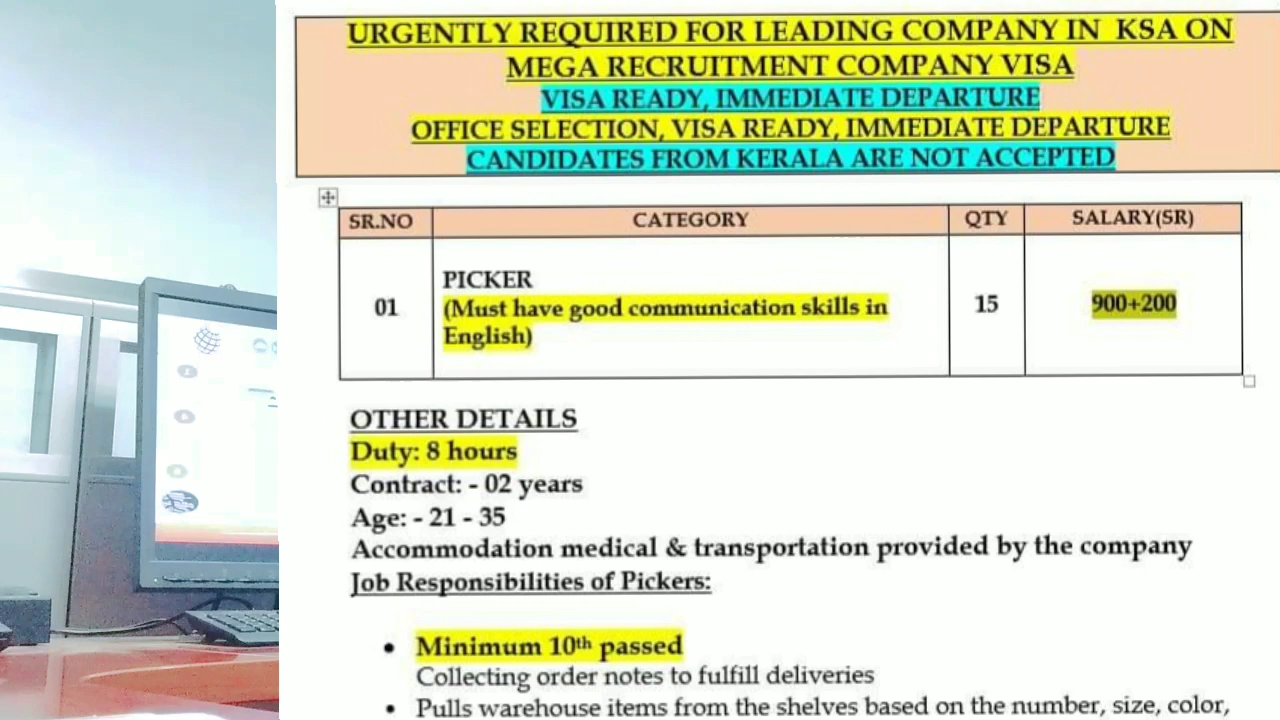 URGENTLY REQUIRED FOR LEADING COMPANY IN KSA ON
MEGA RECRUITMENT COMPANY VISA
VISA READY, IMMEDIATE DEPARTURE
OFFICE SELECTION, VISA READY, IMMEDIATE DEPARTURE
CANDIDATES FROM KERALA ARE NOT ACCEPTED
SR.NO CATEGORY QTY SALARY(SR)
PICKER
01 (Must have good communication skills in 15 900+200
English)
OTHER DETAILS
Duty: 8 hours
Contract: - 02 years
Age: - 21 - 35
Accommodation medical & transportation provided by the company
Job Responsibilities of Pickers:
• Minimum 10th passed
Collecting order notes to fulfill deliveries
• Pulls warehouse items from the shelves based on the number, size, color,